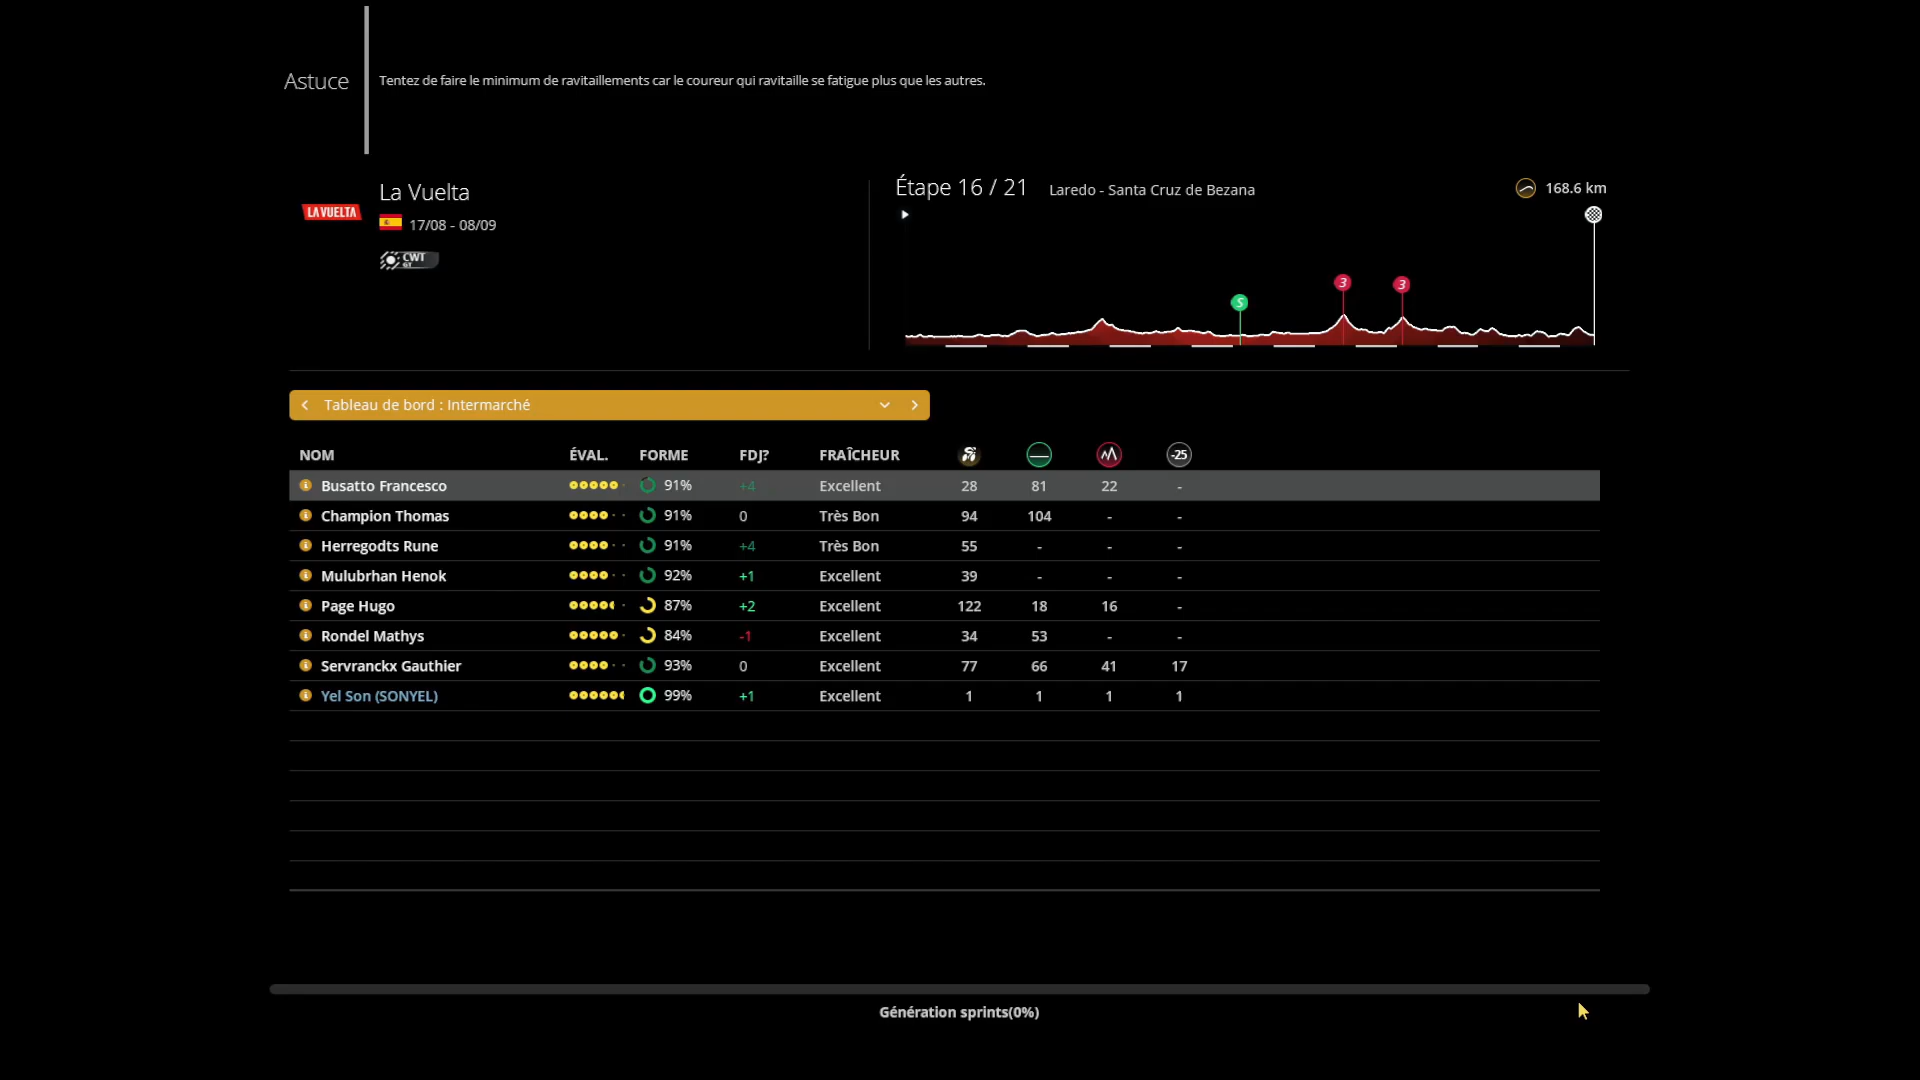 Astuce
Tentez de faire le minimum de ravitaillements car le coureur qui ravitaille se fatigue plus que les autres.
LA VUELTA
La Vuelta
17/08 - 08/09
CWT
GT
Étape 16 / 21 Laredo - Santa Cruz de Bezana 168.6 km
S 3 3
Tableau de bord : Intermarché
NOM ÉVAL. FORME FDJ? FRAÎCHEUR -25
Busatto Francesco 91% +4 Excellent 28 81 22 -
Champion Thomas 91% 0 Très Bon 94 104 - -
Herregodts Rune 91% +4 Très Bon 55 - - -
Mulubrhan Henok 92% +1 Excellent 39 - - -
Page Hugo 87% +2 Excellent 122 18 16 -
Rondel Mathys 84% -1 Excellent 34 53 - -
Servranckx Gauthier 93% 0 Excellent 77 66 41 17
Yel Son (SONYEL) 99% +1 Excellent 1 1 1 1
Génération sprints(0%)